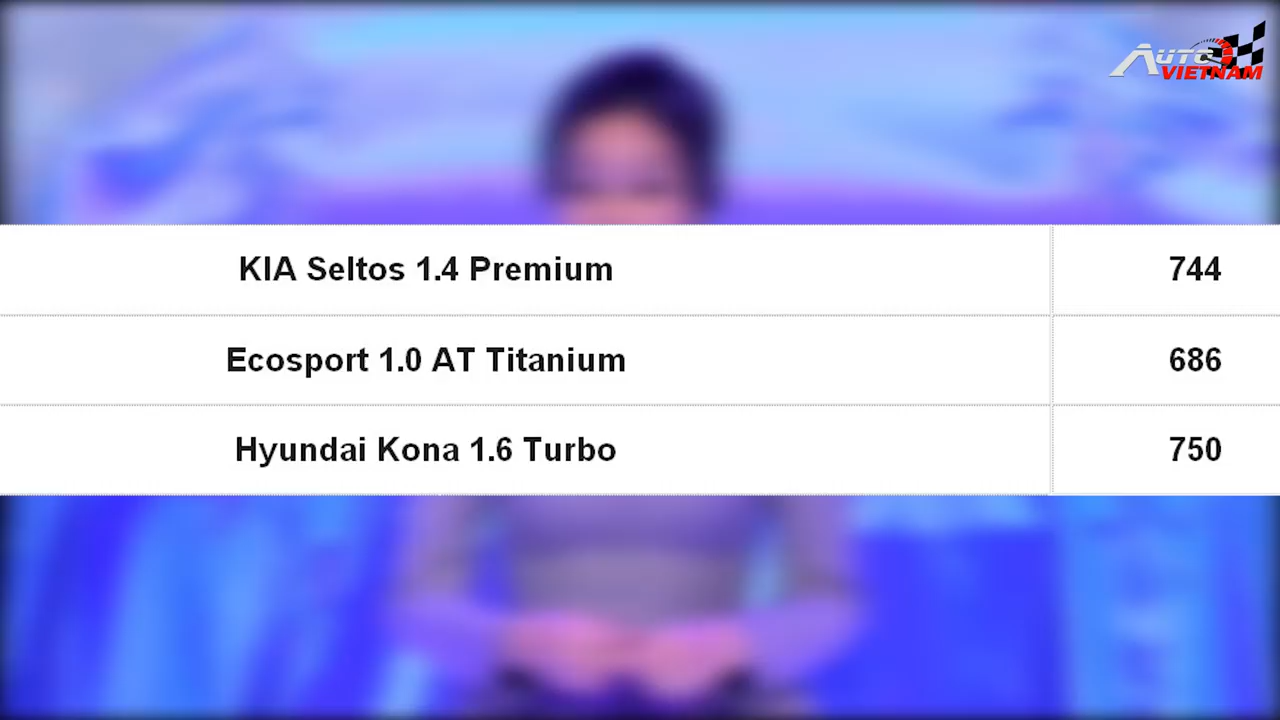 AUTO
VIETNAM
KIA Seltos 1.4 Premium 744
Ecosport 1.0 AT Titanium 686
Hyundai Kona 1.6 Turbo 750